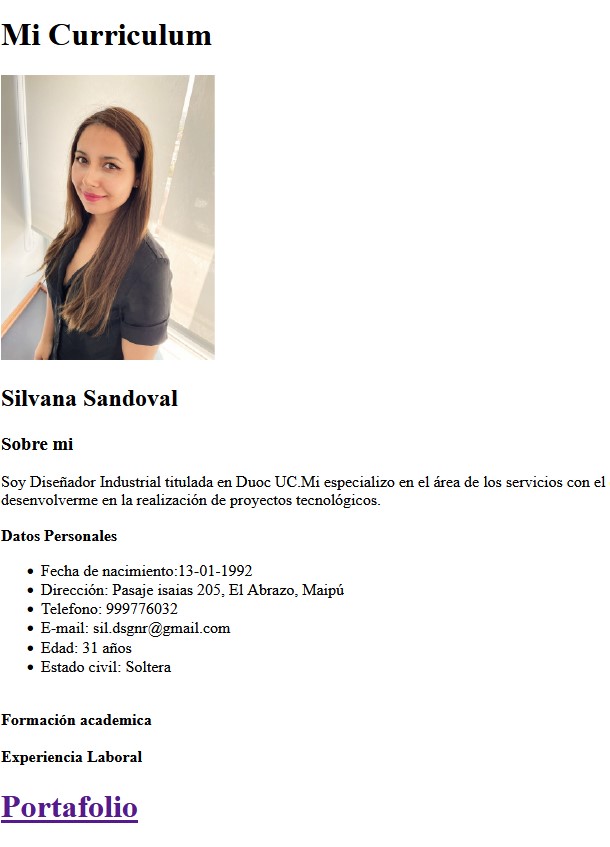 Mi Curriculum
Silvana Sandoval
Sobre mi
Soy Diseñador Industrial titulada en Duoc UC.Mi especializo en el área de los servicios con el
desenvolverme en la realización de proyectos tecnológicos.
Datos Personales
Fecha de nacimiento:13-01-1992
Dirección: Pasaje isaias 205, El Abrazo, Maipú
Telefono: 999776032
E-mail: sil.dsgnr@gmail.com
Edad: 31 años
Estado civil: Soltera
Formación academica
Experiencia Laboral
Portafolio